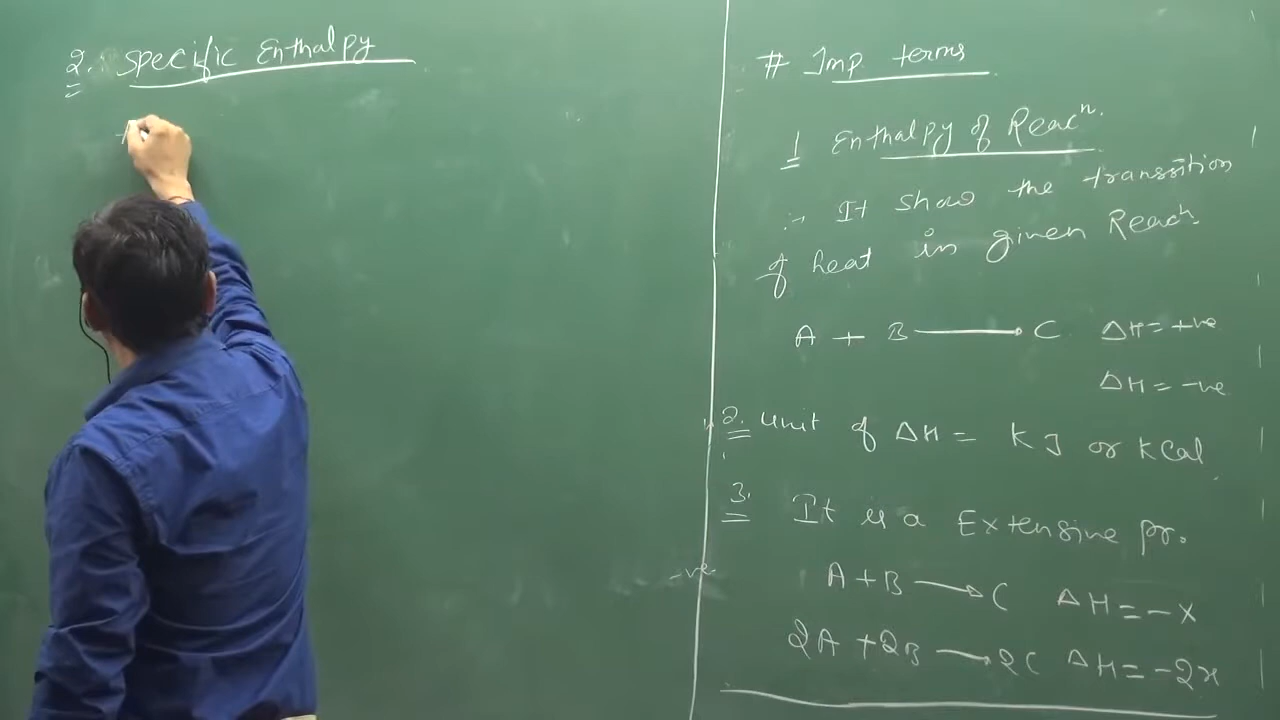 2. Specific Enthalpy
# Imp terms
1 Enthalpy of Reacⁿ.
:- It show the transition
of heat in given Reacⁿ.
A + B → C ΔH = +ve
ΔH = -ve
2. Unit of ΔH = KJ or KCal
3. It is a Extensive pr.
-ve
A + B → C ΔH = -x
2A + 2B → 2C ΔH = -2x